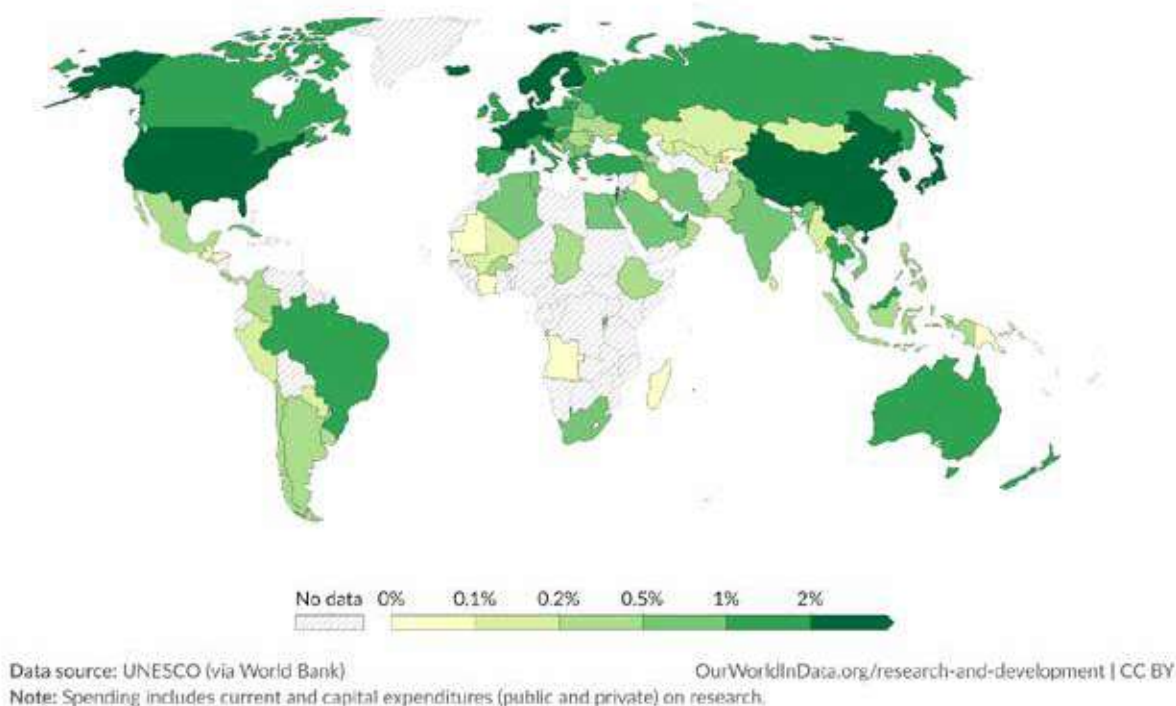 No data 0% 0.1% 0.2% 0.5% 1% 2%
Data source: UNESCO (via World Bank) OurWorldInData.org/research-and-development | CC BY
Note: Spending includes current and capital expenditures (public and private) on research.